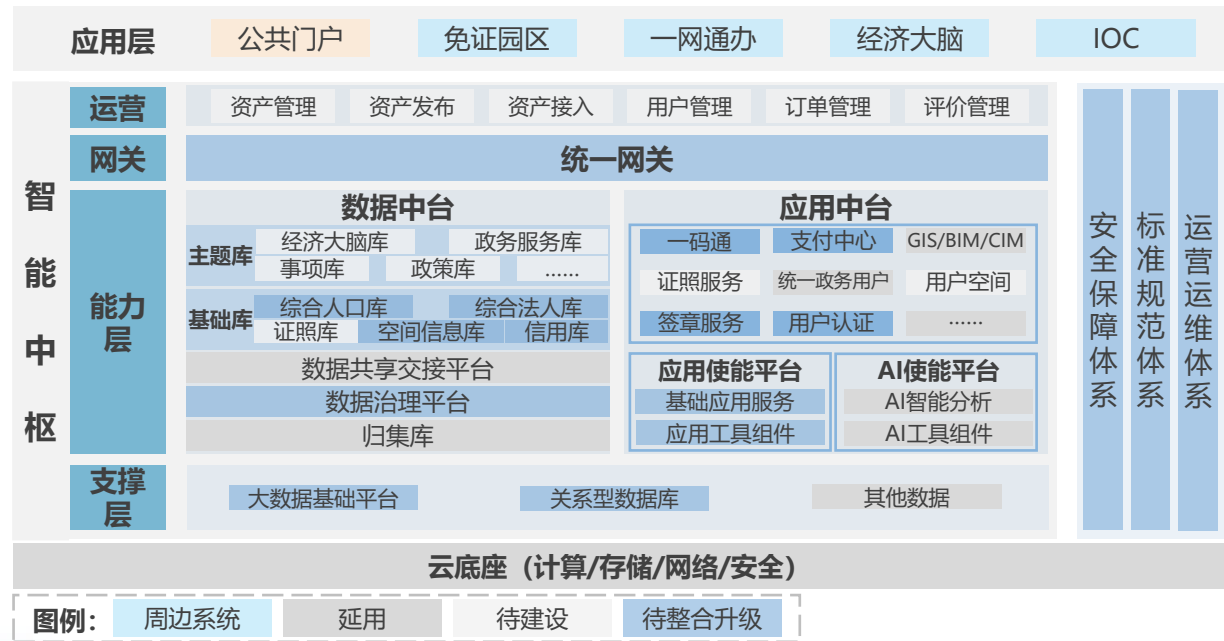 应用层 公共门户 免证园区 一网通办 经济大脑 IOC
智能中枢
运营 资产管理 资产发布 资产接入 用户管理 订单管理 评价管理
网关 统一网关
能力层
数据中台
主题库 经济大脑库 政务服务库
事项库 政策库 ……
基础库 综合人口库 综合法人库
证照库 空间信息库 信用库
数据共享交接平台
数据治理平台
归集库
应用中台
一码通 支付中心 GIS/BIM/CIM
证照服务 统一政务用户 用户空间
签章服务 用户认证 ……
应用使能平台
基础应用服务
应用工具组件
AI使能平台
AI智能分析
AI工具组件
支撑层 大数据基础平台 关系型数据库 其他数据
安全保障体系
标准规范体系
运营运维体系
云底座（计算/存储/网络/安全）
图例： 周边系统 延用 待建设 待整合升级